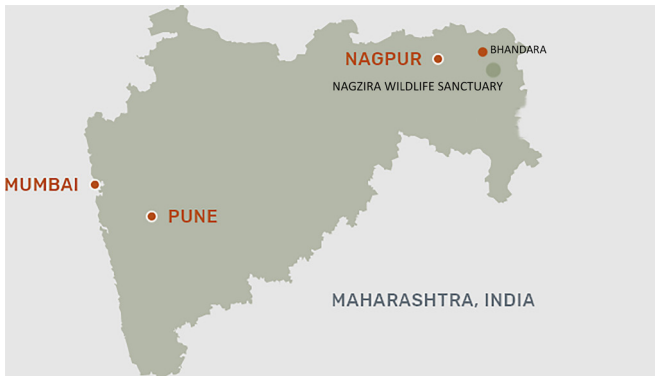 BHANDARA
NAGPUR
NAGZIRA WILDLIFE SANCTUARY
MUMBAI
PUNE
MAHARASHTRA, INDIA